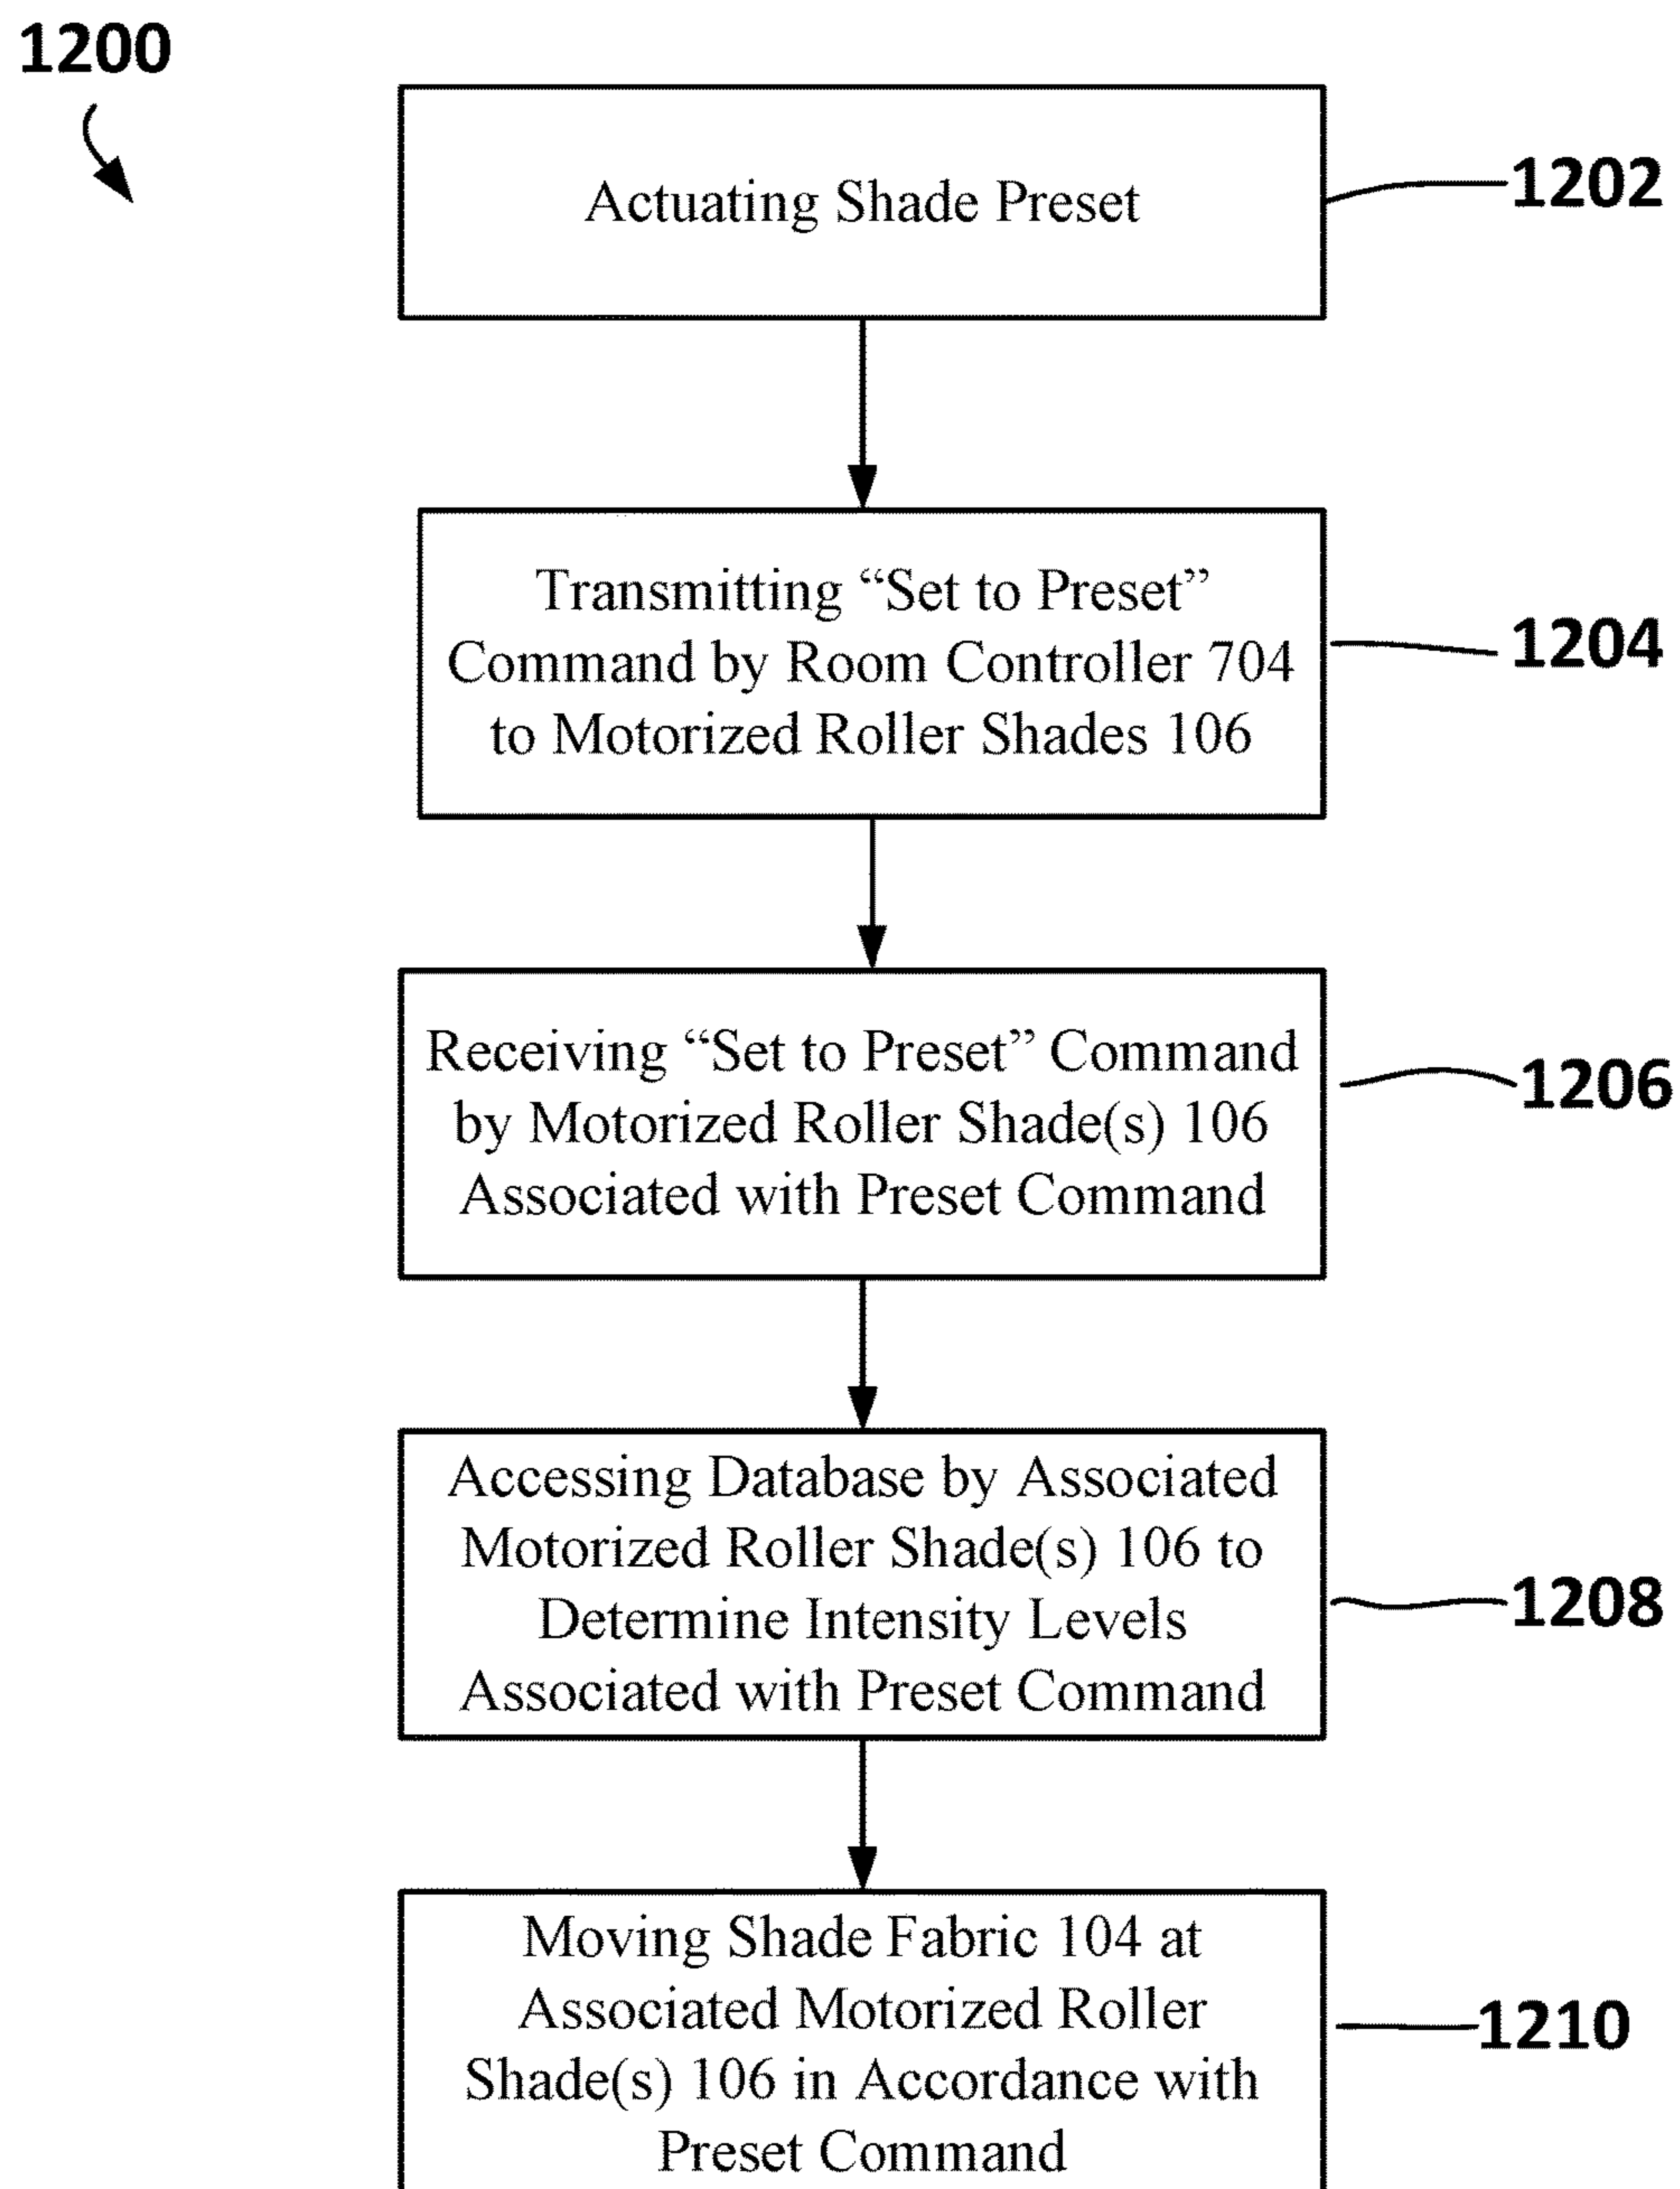 1200
Actuating Shade Preset
1202
Transmitting “Set to Preset”
Command by Room Controller 704
to Motorized Roller Shades 106
1204
Receiving “Set to Preset” Command
by Motorized Roller Shade(s) 106
Associated with Preset Command
1206
Accessing Database by Associated
Motorized Roller Shade(s) 106 to
Determine Intensity Levels
Associated with Preset Command
1208
Moving Shade Fabric 104 at
Associated Motorized Roller
Shade(s) 106 in Accordance with
Preset Command
1210